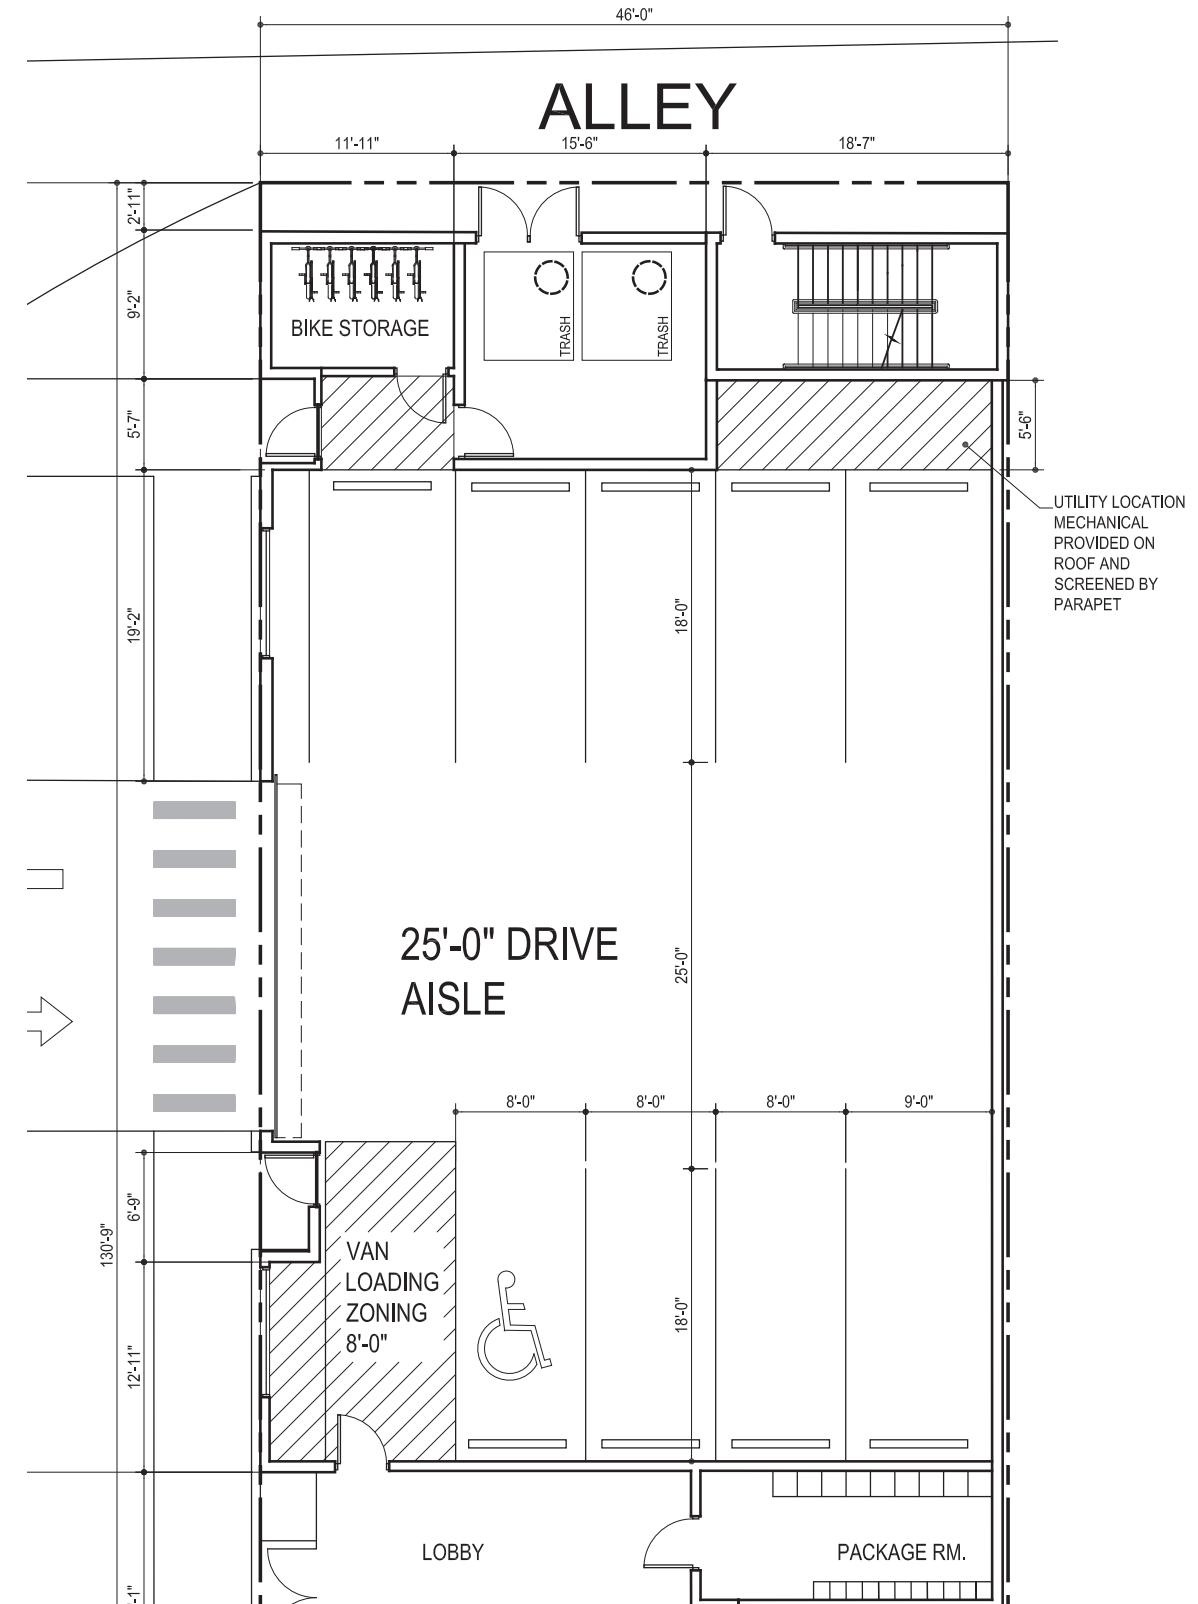 46'-0"
ALLEY
11'-11"
15'-6"
18'-7"
2'-11"
9'-2"
BIKE STORAGE
TRASH
TRASH
5'-7"
5'-6"
UTILITY LOCATION
MECHANICAL
PROVIDED ON
ROOF AND
SCREENED BY
PARAPET
19'-2"
18'-0"
25'-0" DRIVE
AISLE
25'-0"
8'-0"
8'-0"
8'-0"
9'-0"
6'-9"
130'-9"
VAN
LOADING
ZONING
8'-0"
18'-0"
12'-11"
LOBBY
PACKAGE RM.